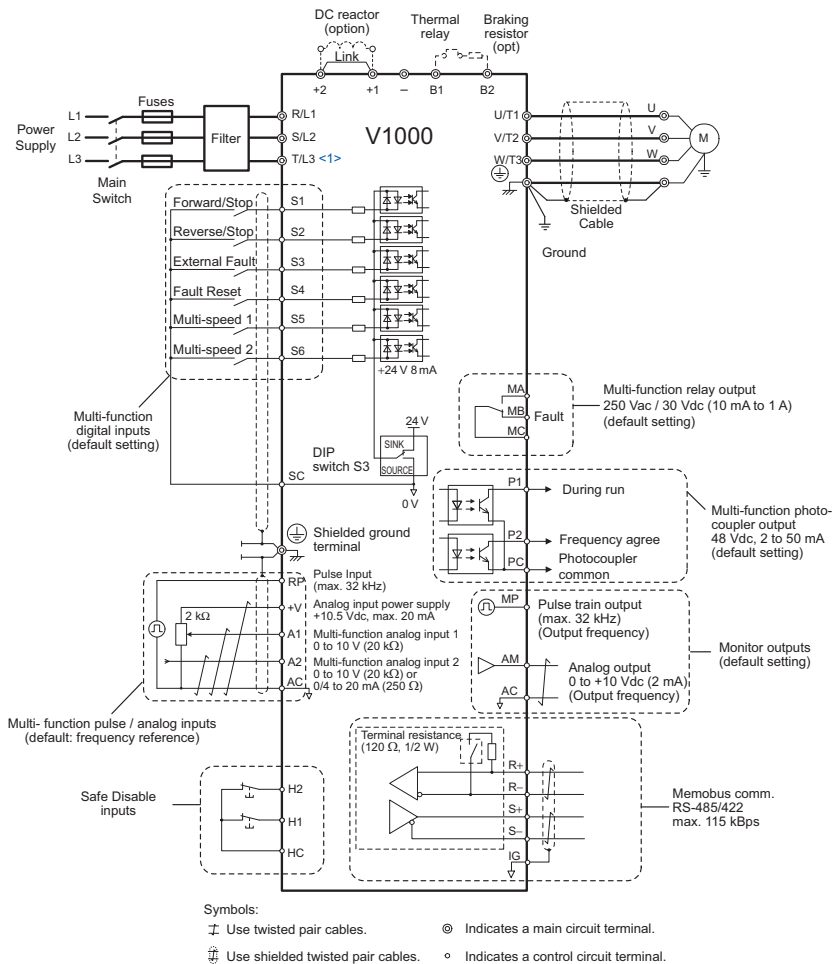 DC reactor
(option)
Thermal
relay
Braking
resistor
(opt)
Link
+2
+1
–
B1
B2
Fuses
L1
L2
L3
Power
Supply
Main
Switch
Filter
R/L1
S/L2
T/L3 <1>
V1000
U/T1
V/T2
W/T3
U
V
W
M
Shielded
Cable
Ground
Forward/Stop
S1
Reverse/Stop
S2
External Fault
S3
Fault Reset
S4
Multi-speed 1
S5
Multi-speed 2
S6
+24 V 8 mA
Multi-function
digital inputs
(default setting)
24 V
SINK
SOURCE
DIP
switch S3
SC
0 V
MA
MB
MC
Fault
Multi-function relay output
250 Vac / 30 Vdc (10 mA to 1 A)
(default setting)
P1
During run
P2
Frequency agree
PC
Photocoupler
common
Multi-function photo-
coupler output
48 Vdc, 2 to 50 mA
(default setting)
Shielded ground
terminal
RP
Pulse Input
(max. 32 kHz)
+V
Analog input power supply
+10.5 Vdc, max. 20 mA
2 kΩ
A1
Multi-function analog input 1
0 to 10 V (20 kΩ)
A2
Multi-function analog input 2
0 to 10 V (20 kΩ) or
0/4 to 20 mA (250 Ω)
AC
Multi- function pulse / analog inputs
(default: frequency reference)
MP
Pulse train output
(max. 32 kHz)
(Output frequency)
AM
Analog output
0 to +10 Vdc (2 mA)
(Output frequency)
AC
Monitor outputs
(default setting)
Terminal resistance
(120 Ω, 1/2 W)
R+
R–
S+
S–
IG
Memobus comm.
RS-485/422
max. 115 kBps
Safe Disable
inputs
H2
H1
HC
Symbols:
Use twisted pair cables.
Indicates a main circuit terminal.
Use shielded twisted pair cables.
Indicates a control circuit terminal.